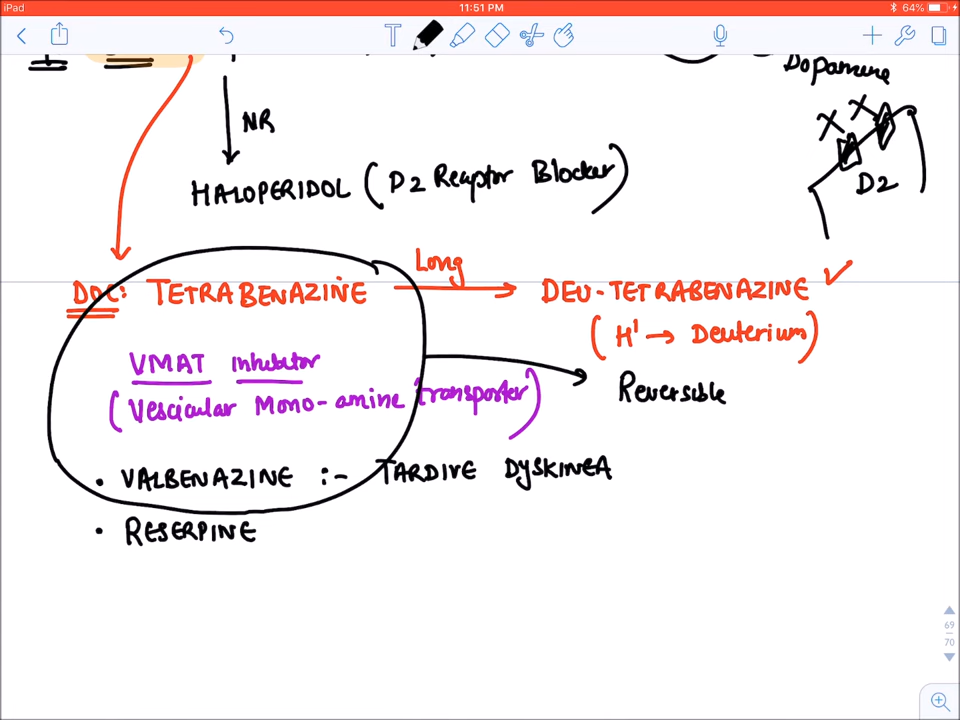 iPad 11:51 PM 64%
T
Dopamine
X X
NR
HALOPERIDOL (D2 Receptor Blocker)
D2
Long
DOC: TETRABENAZINE DEU-TETRABENAZINE
(H' → Deuterium)
VMAT inhibitor
(Vescicular Mono-amine transporter)
Reversible
• VALBENAZINE :- TARDIVE DYSKINEA
• RESERPINE
69
70